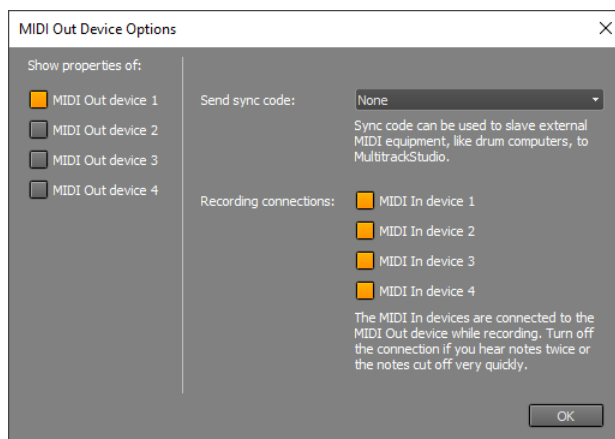 MIDI Out Device Options
Show properties of:
MIDI Out device 1
MIDI Out device 2
MIDI Out device 3
MIDI Out device 4
Send sync code:
None
Sync code can be used to slave external
MIDI equipment, like drum computers, to
MultitrackStudio.
Recording connections:
MIDI In device 1
MIDI In device 2
MIDI In device 3
MIDI In device 4
The MIDI In devices are connected to the
MIDI Out device while recording. Turn off
the connection if you hear notes twice or
the notes cut off very quickly.
OK